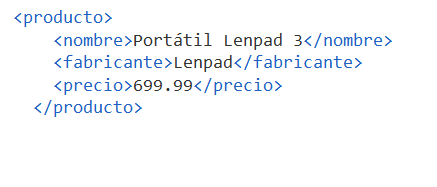 <producto>
<nombre>Portátil Lenpad 3</nombre>
<fabricante>Lenpad</fabricante>
<precio>699.99</precio>
</producto>